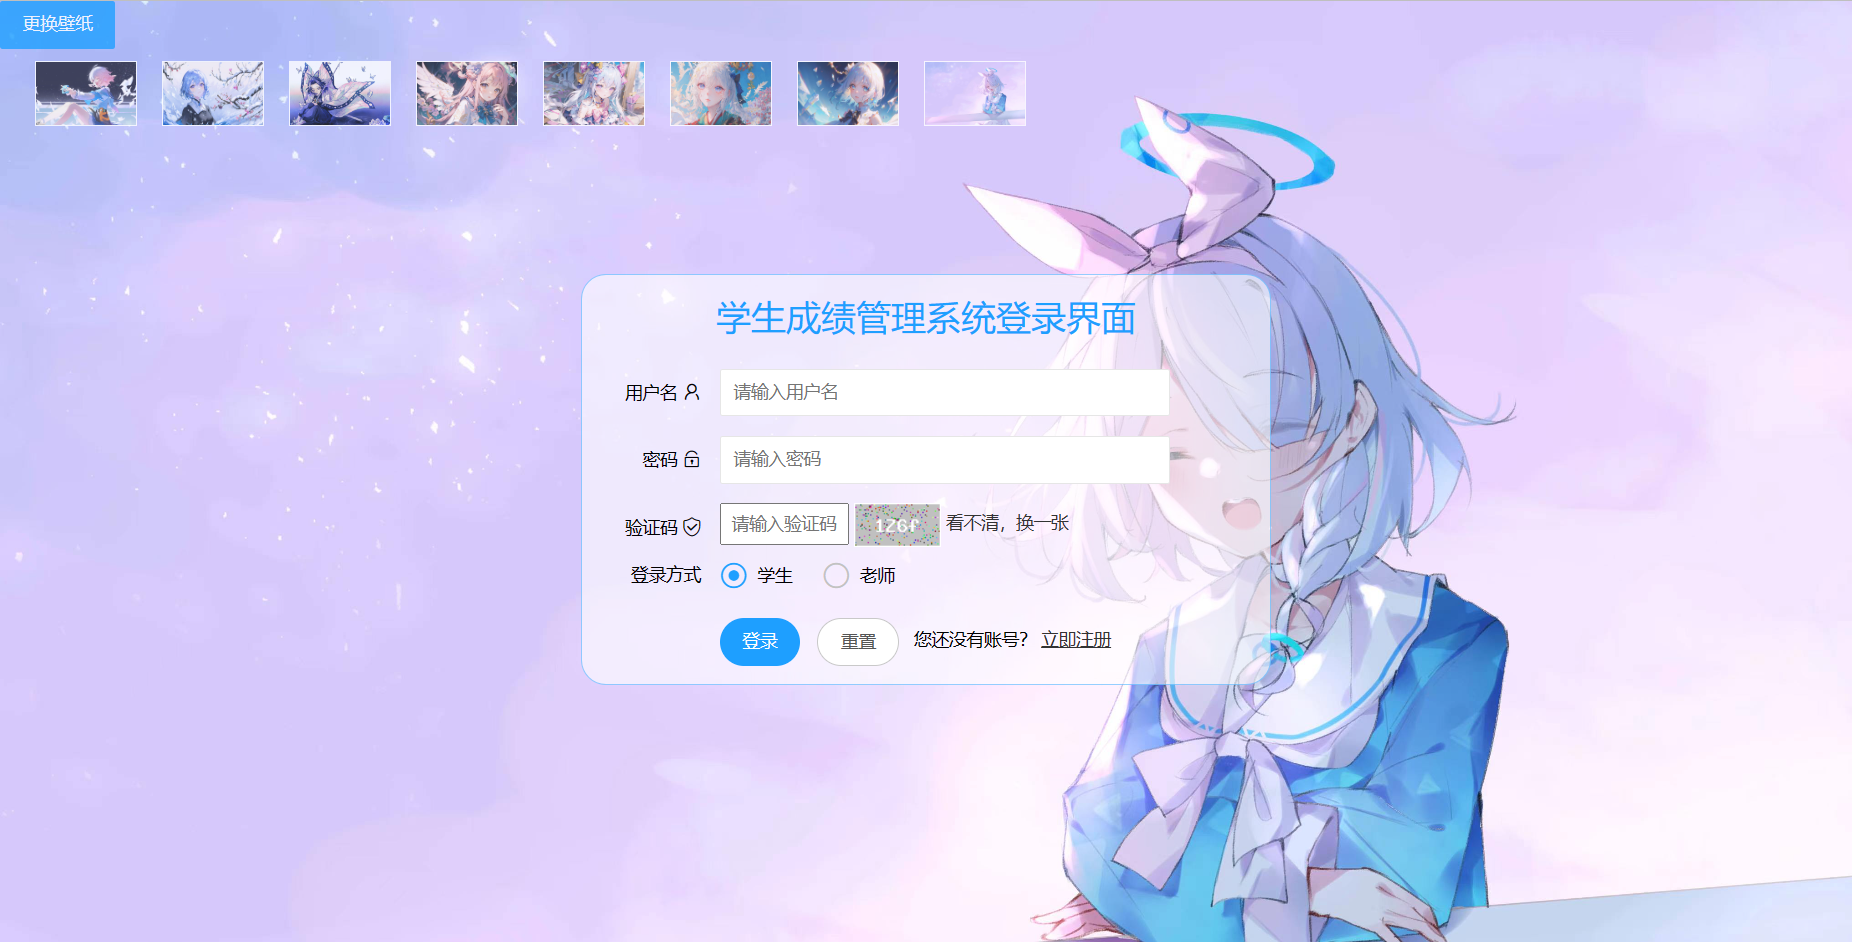 更换壁纸
学生成绩管理系统登录界面
用户名 请输入用户名
密码 请输入密码
验证码 请输入验证码 1Z6f 看不清，换一张
登录方式 学生 老师
登录 重置 您还没有账号？ 立即注册